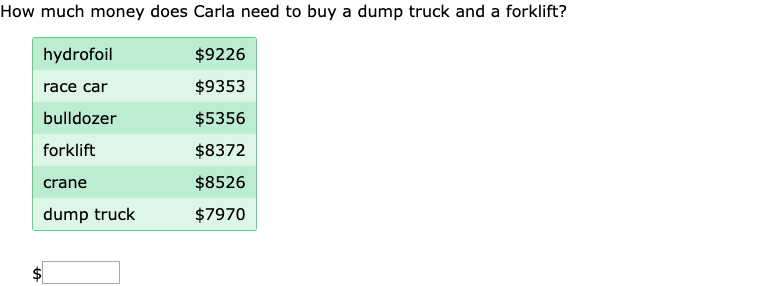 How much money does Carla need to buy a dump truck and a forklift?
hydrofoil $9226
race car $9353
bulldozer $5356
forklift $8372
crane $8526
dump truck $7970
$